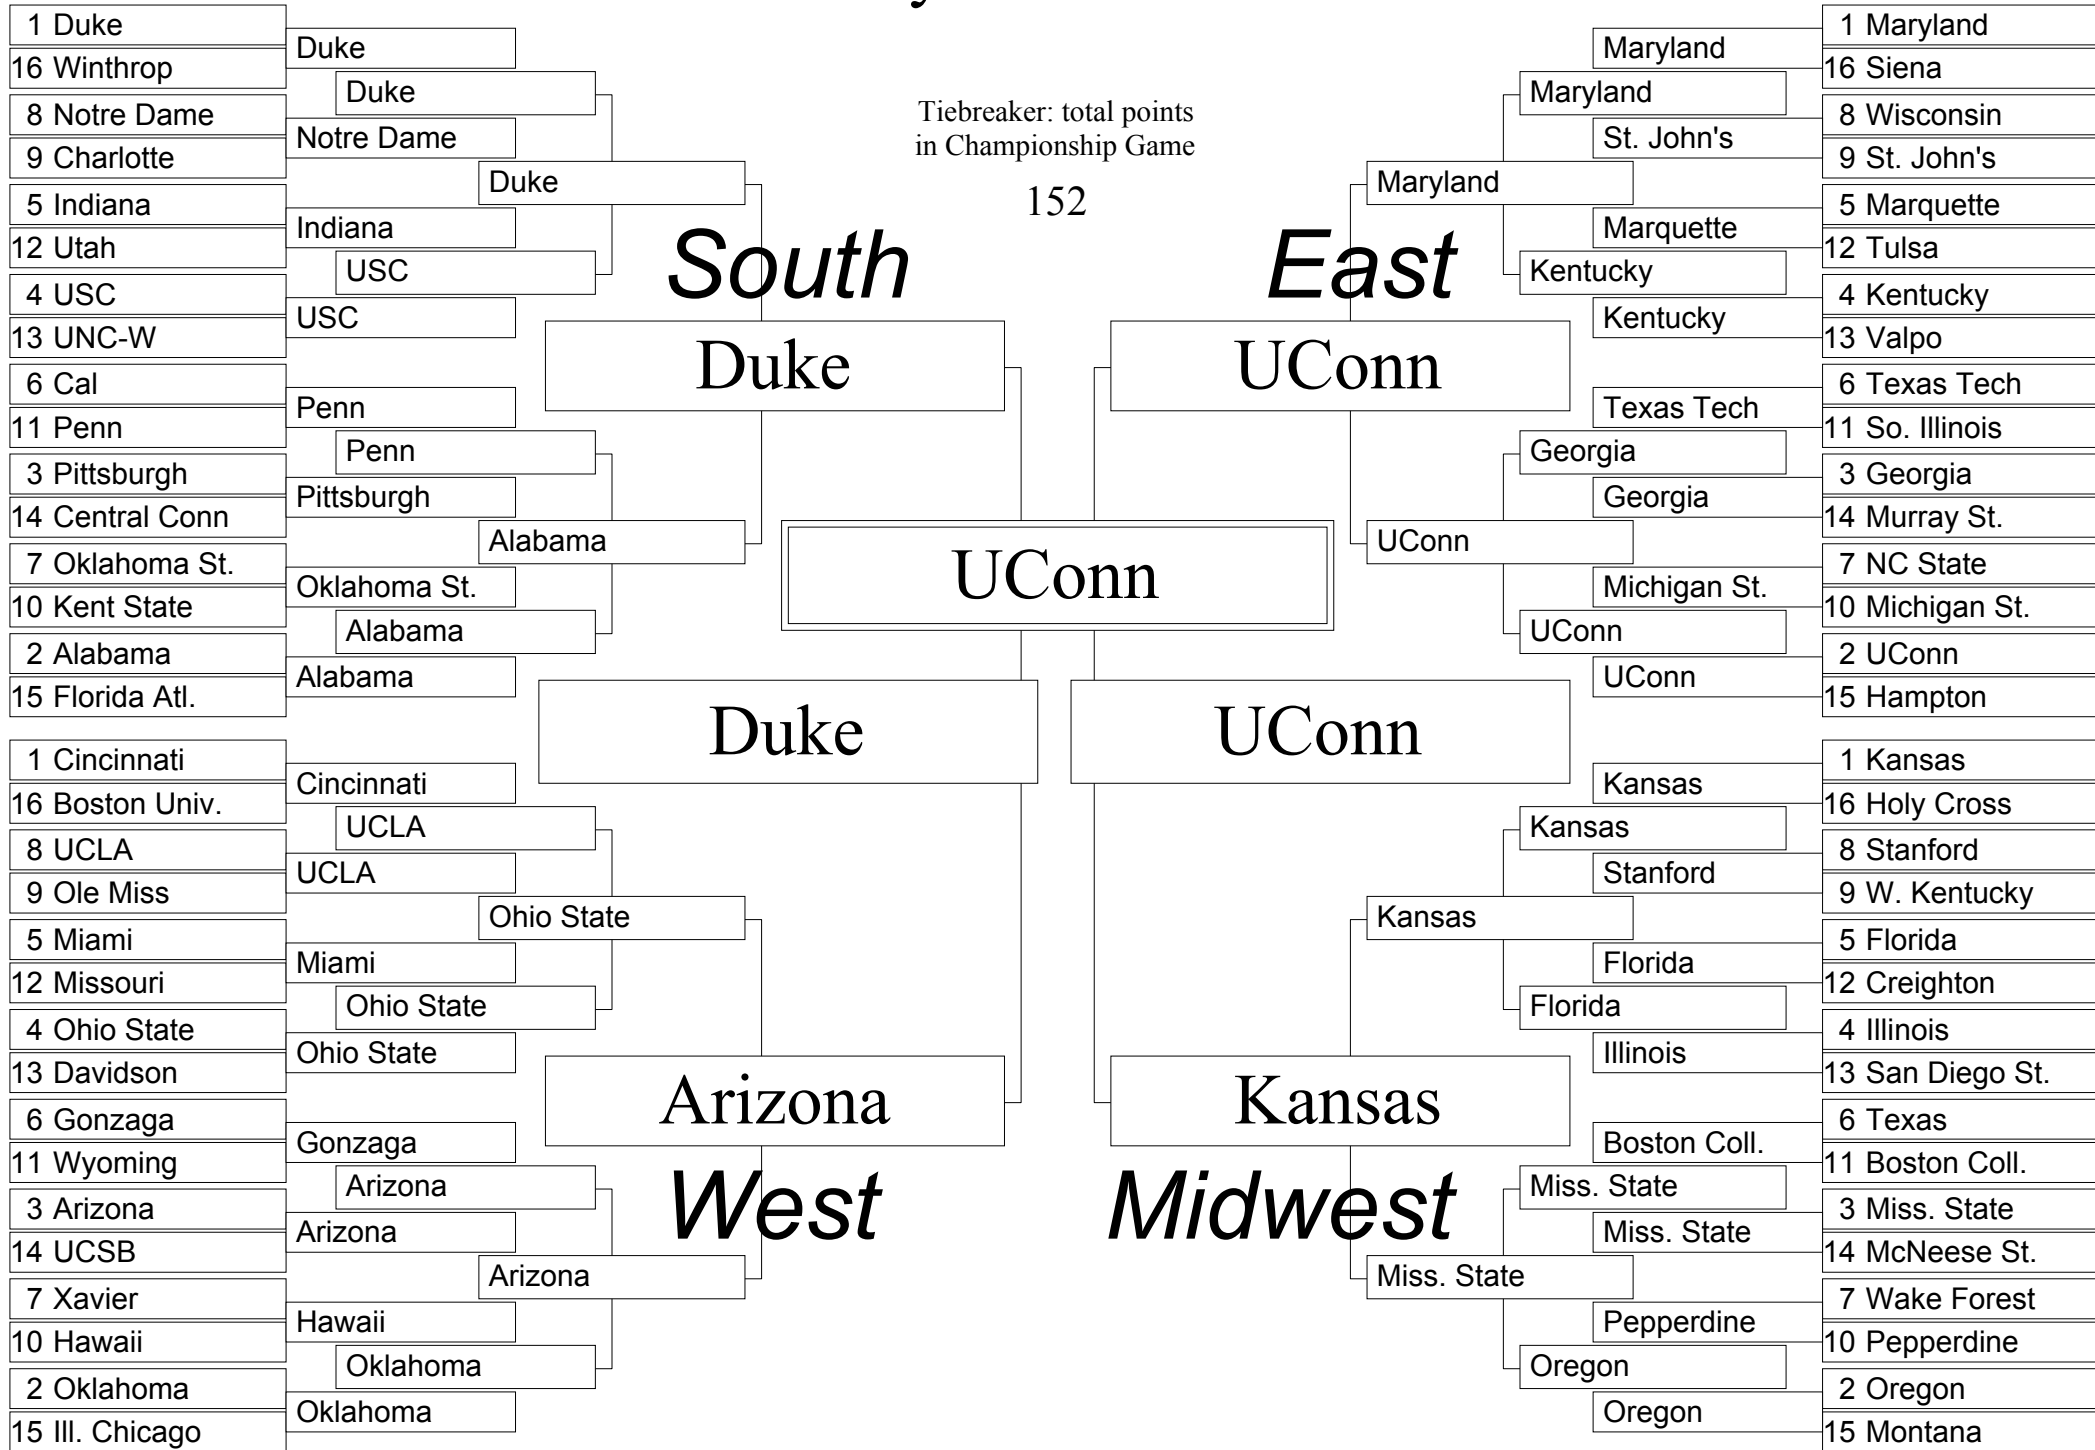 1 Duke
16 Winthrop
8 Notre Dame
9 Charlotte
5 Indiana
12 Utah
4 USC
13 UNC-W
6 Cal
11 Penn
3 Pittsburgh
14 Central Conn
7 Oklahoma St.
10 Kent State
2 Alabama
15 Florida Atl.
Duke
Notre Dame
Indiana
USC
Penn
Pittsburgh
Oklahoma St.
Alabama
Duke
USC
Penn
Alabama
Duke
Alabama
South
Duke
1 Cincinnati
16 Boston Univ.
8 UCLA
9 Ole Miss
5 Miami
12 Missouri
4 Ohio State
13 Davidson
6 Gonzaga
11 Wyoming
3 Arizona
14 UCSB
7 Xavier
10 Hawaii
2 Oklahoma
15 Ill. Chicago
Cincinnati
UCLA
Miami
Ohio State
Gonzaga
Arizona
Hawaii
Oklahoma
UCLA
Ohio State
Arizona
Oklahoma
Ohio State
Arizona
Arizona
West
Tiebreaker: total points
in Championship Game
152
UConn
Duke
UConn
East
UConn
Maryland
UConn
Maryland
Kentucky
Georgia
UConn
Maryland
St. John's
Marquette
Kentucky
Texas Tech
Georgia
Michigan St.
UConn
1 Maryland
16 Siena
8 Wisconsin
9 St. John's
5 Marquette
12 Tulsa
4 Kentucky
13 Valpo
6 Texas Tech
11 So. Illinois
3 Georgia
14 Murray St.
7 NC State
10 Michigan St.
2 UConn
15 Hampton
Kansas
Midwest
Kansas
Miss. State
Kansas
Florida
Miss. State
Oregon
Kansas
Stanford
Florida
Illinois
Boston Coll.
Miss. State
Pepperdine
Oregon
1 Kansas
16 Holy Cross
8 Stanford
9 W. Kentucky
5 Florida
12 Creighton
4 Illinois
13 San Diego St.
6 Texas
11 Boston Coll.
3 Miss. State
14 McNeese St.
7 Wake Forest
10 Pepperdine
2 Oregon
15 Montana